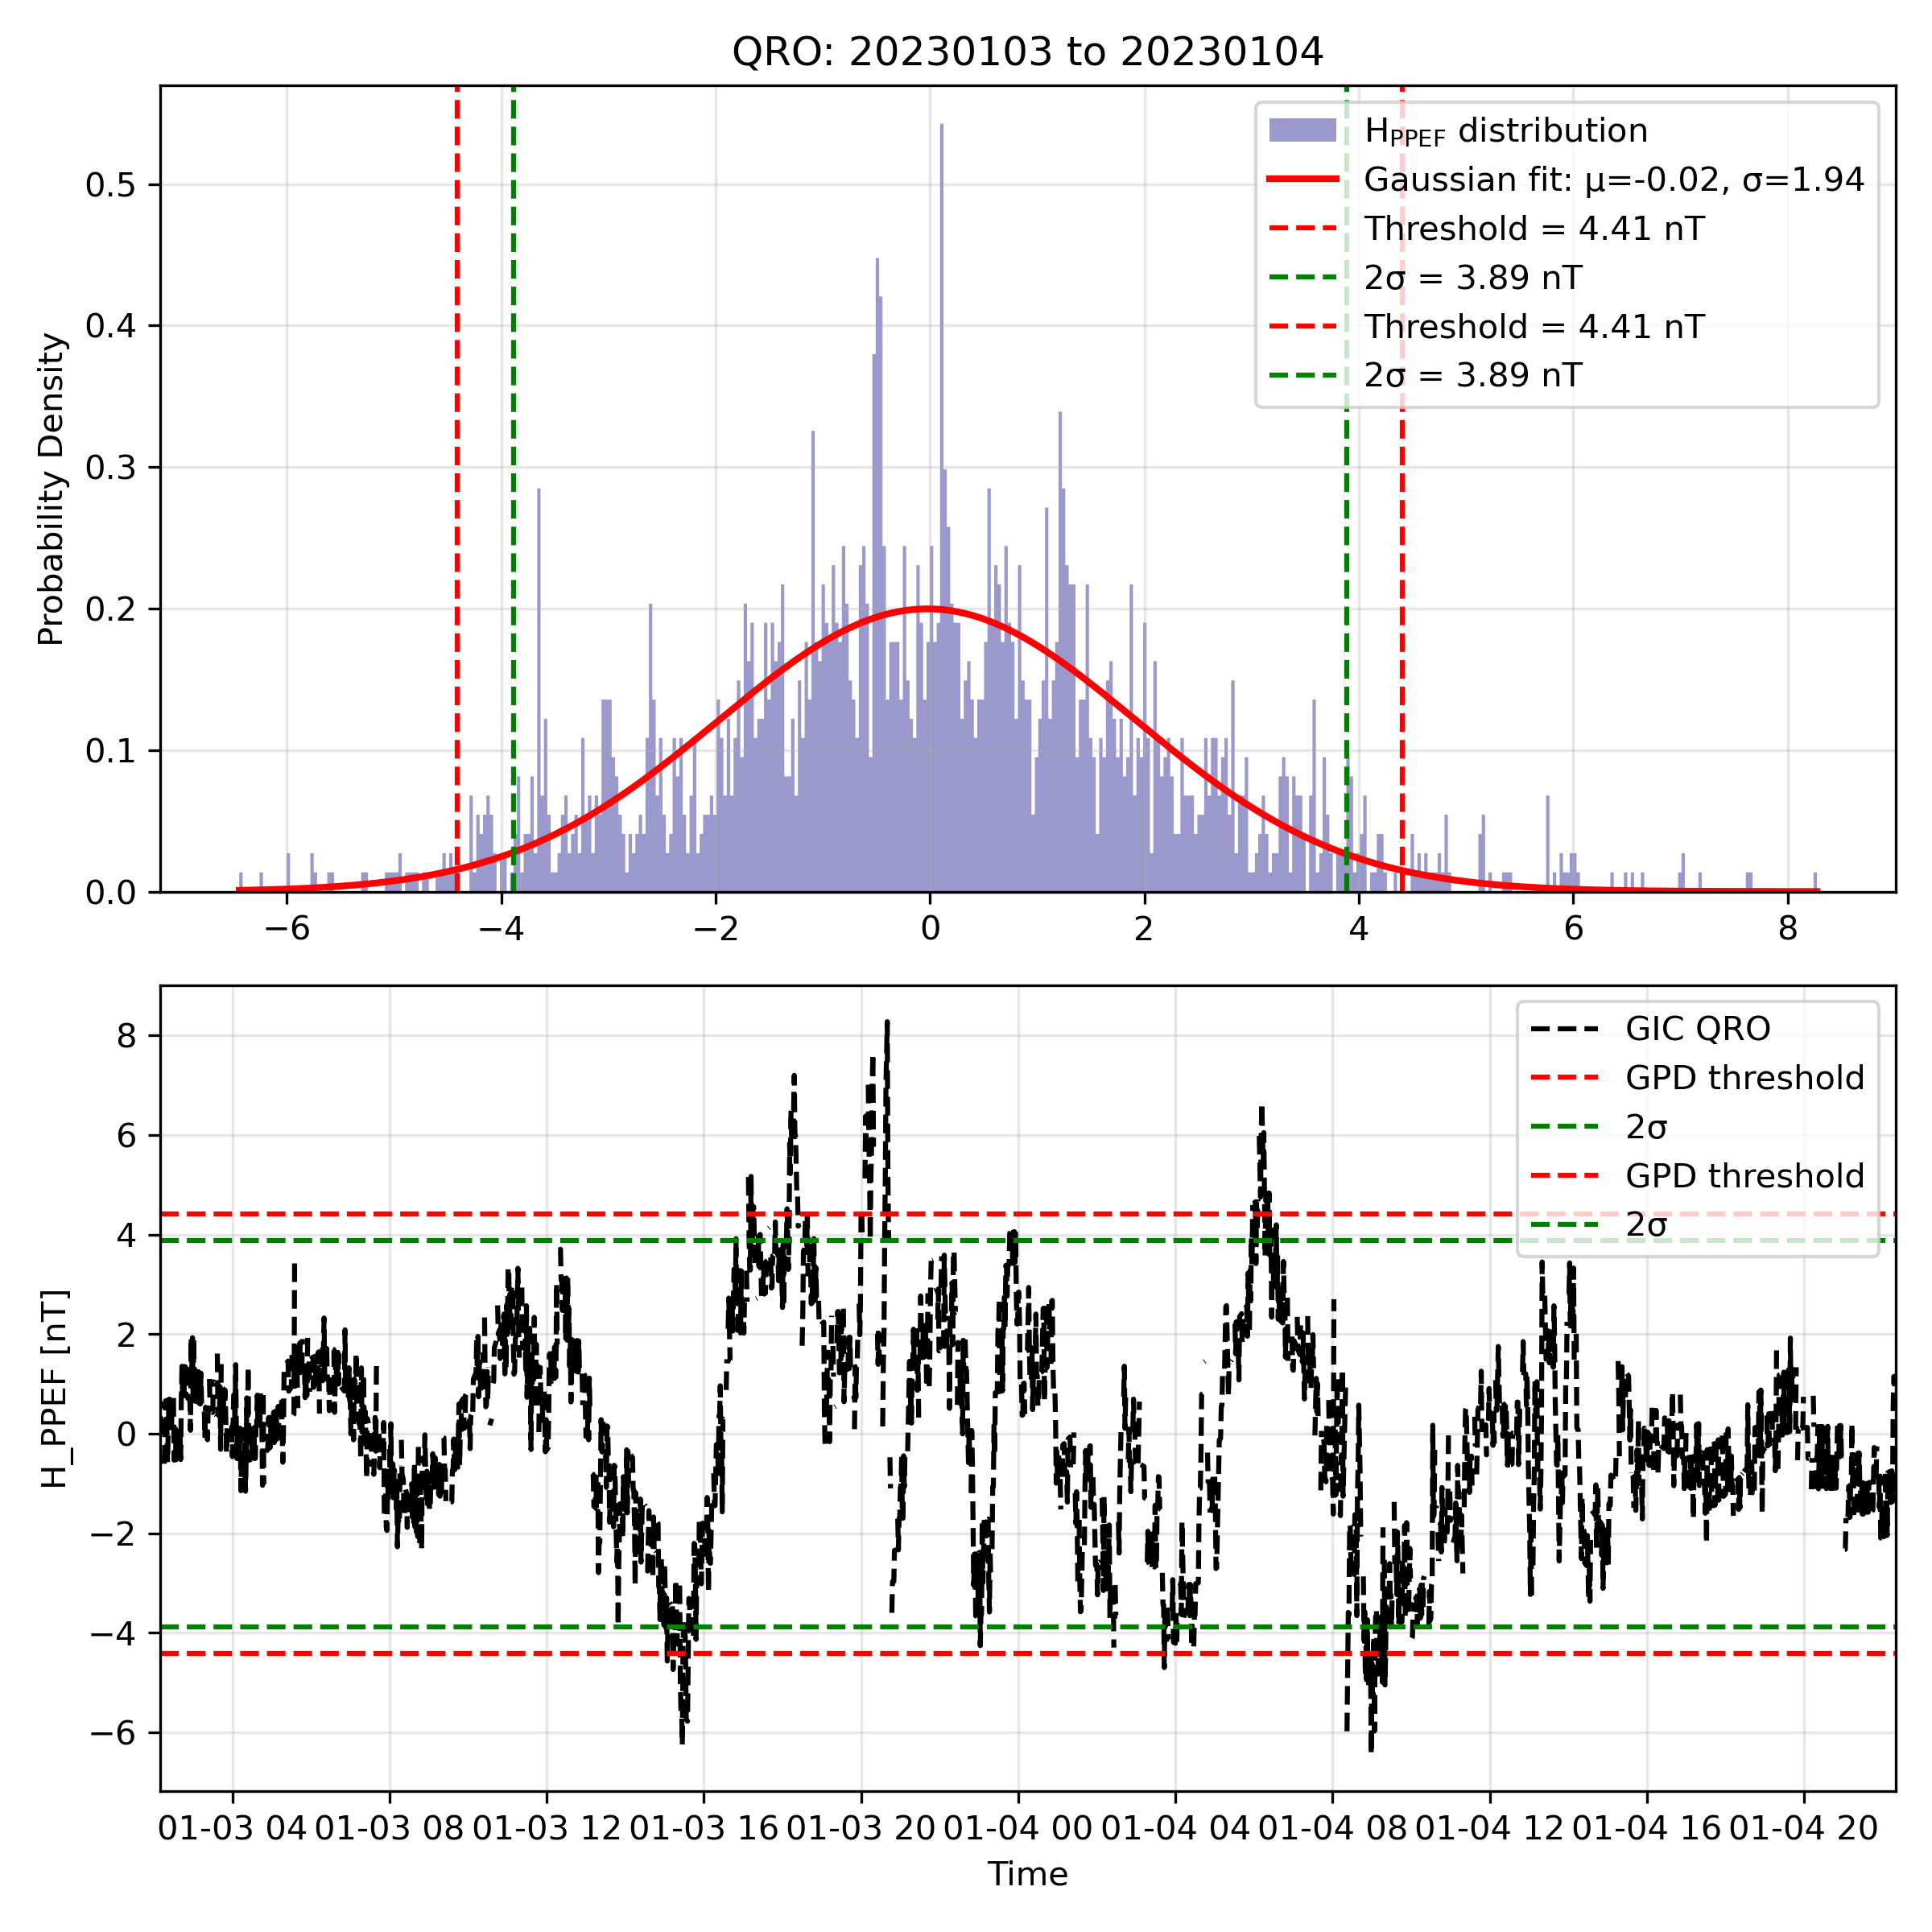 QRO: 20230103 to 20230104
H_PPEF distribution
Gaussian fit: μ=-0.02, σ=1.94
Threshold = 4.41 nT
2σ = 3.89 nT
Threshold = 4.41 nT
2σ = 3.89 nT
Probability Density
0.5
0.4
0.3
0.2
0.1
0.0
−6 −4 −2 0 2 4 6 8
GIC QRO
GPD threshold
2σ
GPD threshold
2σ
H_PPEF [nT]
8
6
4
2
0
−2
−4
−6
01-03 04 01-03 08 01-03 12 01-03 16 01-03 20 01-04 00 01-04 04 01-04 08 01-04 12 01-04 16 01-04 20
Time